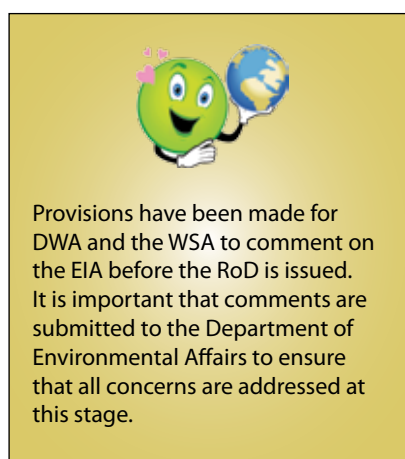 Provisions have been made for
DWA and the WSA to comment on
the EIA before the RoD is issued.
It is important that comments are
submitted to the Department of
Environmental Affairs to ensure
that all concerns are addressed at
this stage.